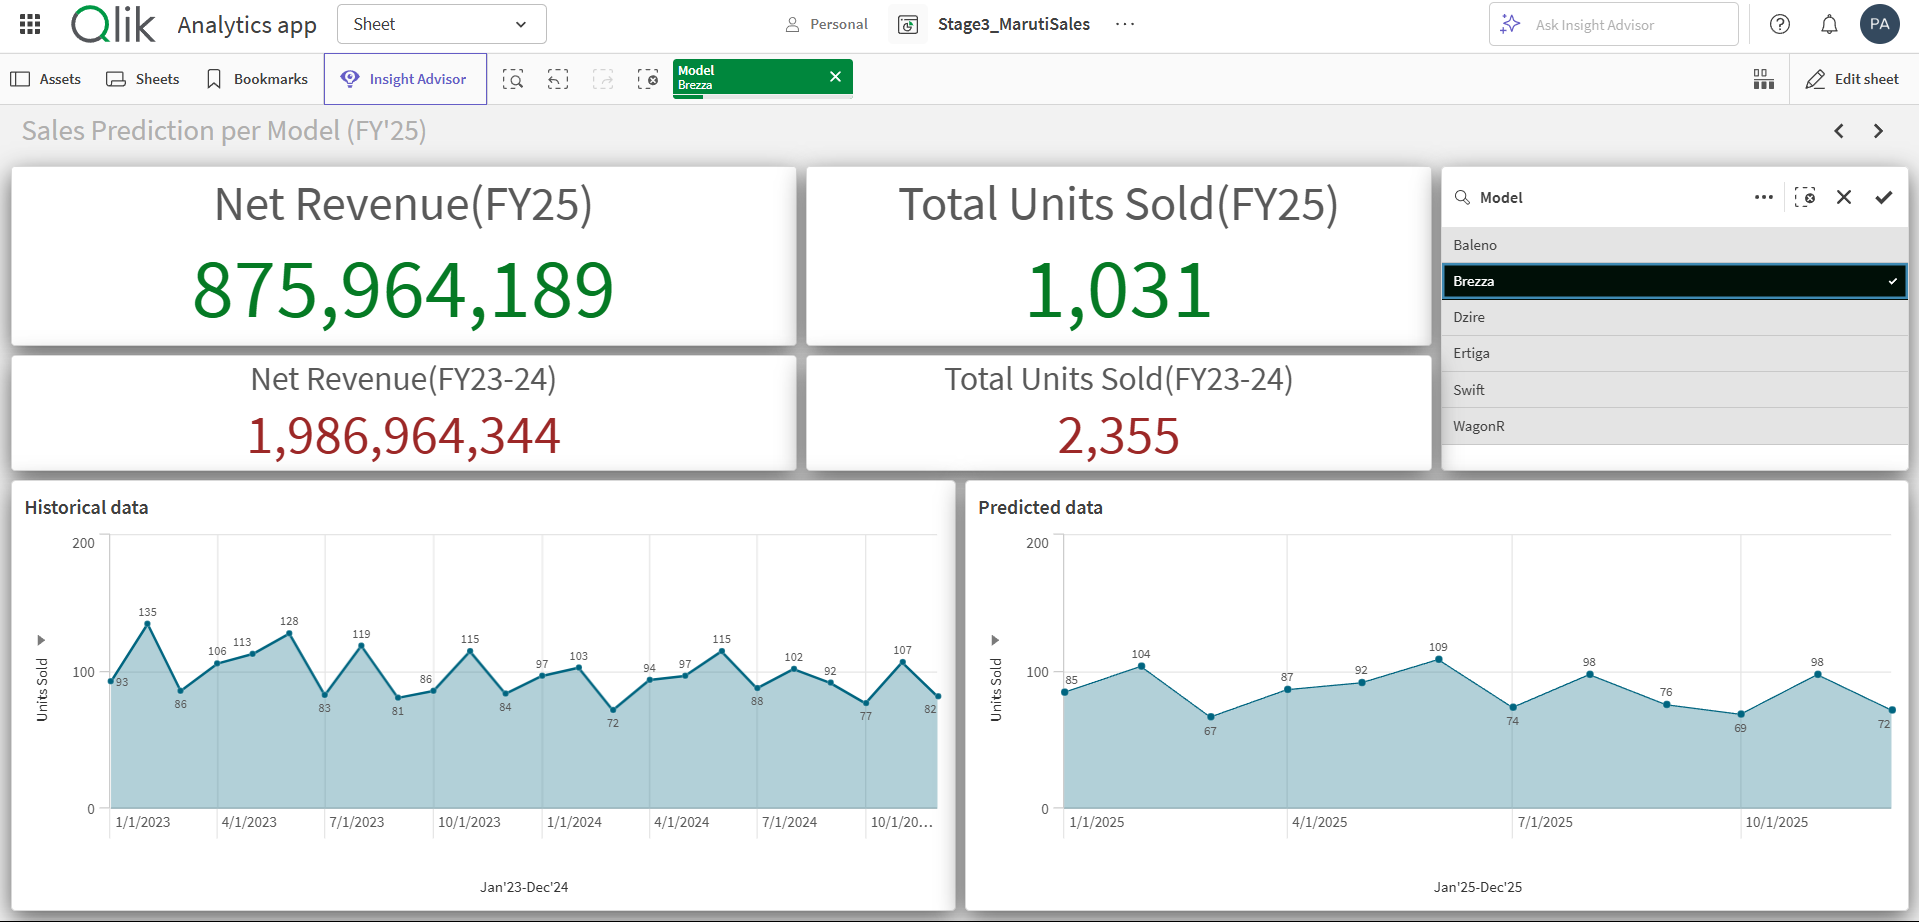 Qlik
Analytics app
Sheet
Personal
Stage3_MarutiSales
Ask Insight Advisor
PA
Assets
Sheets
Bookmarks
Insight Advisor
Model
Brezza
Edit sheet
Sales Prediction per Model (FY'25)
Net Revenue(FY25)
875,964,189
Total Units Sold(FY25)
1,031
Net Revenue(FY23-24)
1,986,964,344
Total Units Sold(FY23-24)
2,355
Model
Baleno
Brezza
Dzire
Ertiga
Swift
WagonR
Historical data
Units Sold
200
100
0
93
135
86
106
113
128
83
119
81
86
115
84
97
103
72
94
97
115
88
102
92
77
107
82
1/1/2023
4/1/2023
7/1/2023
10/1/2023
1/1/2024
4/1/2024
7/1/2024
10/1/20...
Jan'23-Dec'24
Predicted data
Units Sold
200
100
0
85
104
67
87
92
109
74
98
76
69
98
72
1/1/2025
4/1/2025
7/1/2025
10/1/2025
Jan'25-Dec'25